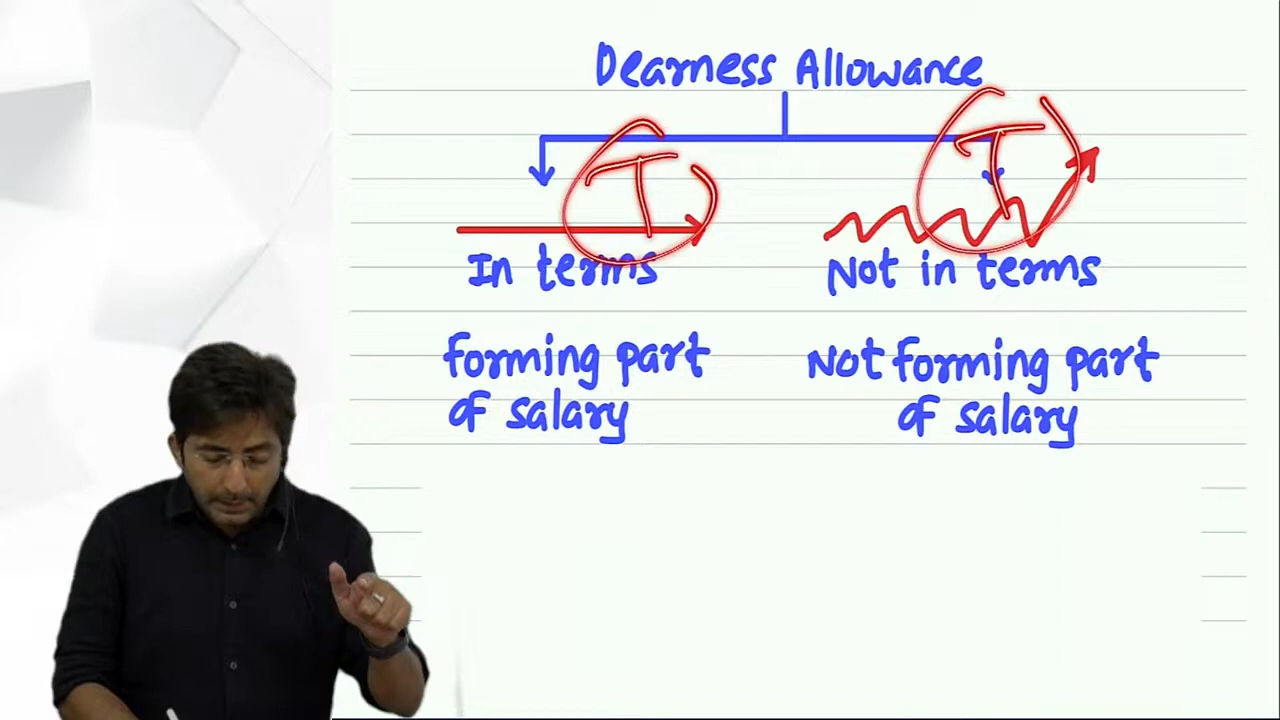 Dearness Allowance
T T
In terms Not in terms
forming part Not forming part
of salary of salary